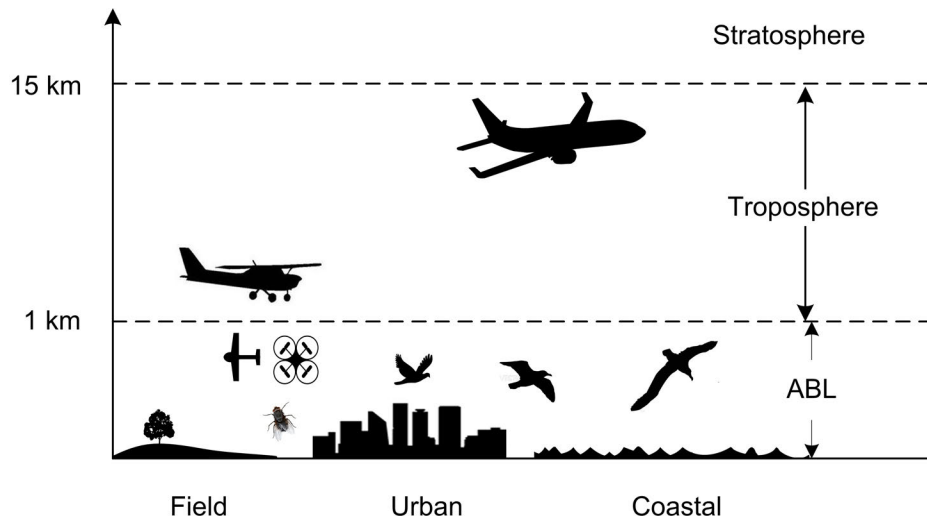 Stratosphere
15 km
Troposphere
1 km
ABL
Field
Urban
Coastal